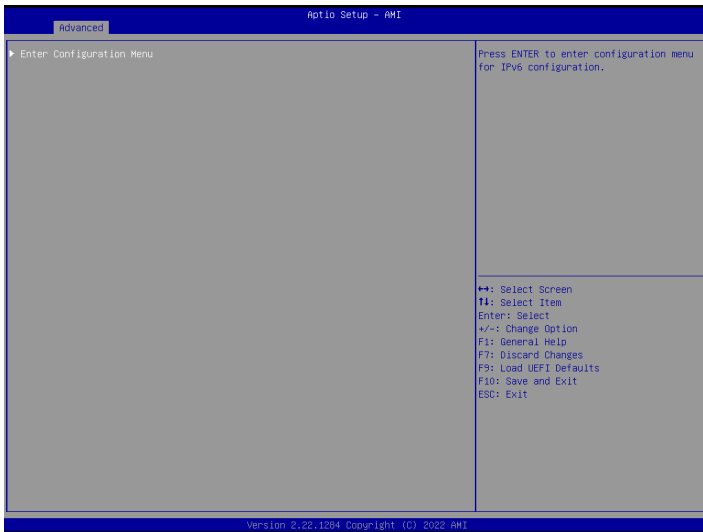 Aptio Setup – AMI
Advanced
▶ Enter Configuration Menu
Press ENTER to enter configuration menu
for IPv6 configuration.
↔: Select Screen
↑↓: Select Item
Enter: Select
+/-: Change Option
F1: General Help
F7: Discard Changes
F9: Load UEFI Defaults
F10: Save and Exit
ESC: Exit
Version 2.22.1284 Copyright (C) 2022 AMI